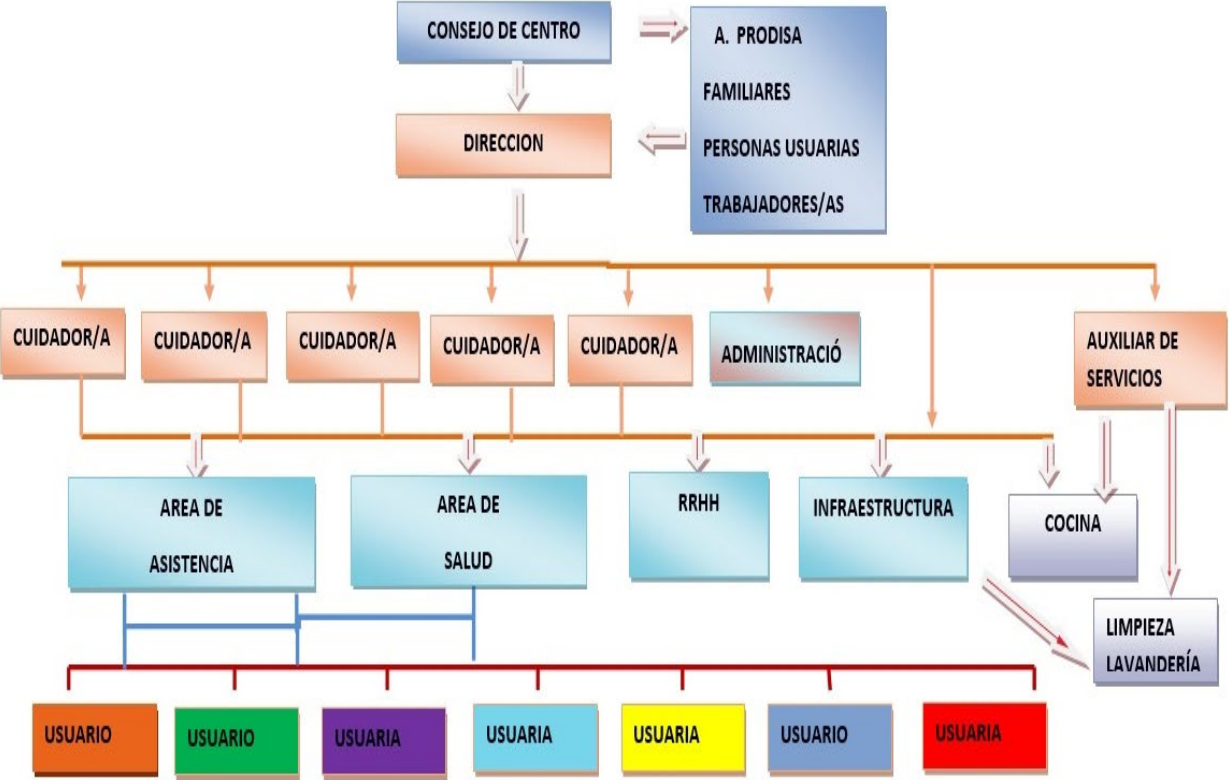 CONSEJO DE CENTRO
A. PRODISA
FAMILIARES
PERSONAS USUARIAS
TRABAJADORES/AS
DIRECCION
CUIDADOR/A
CUIDADOR/A
CUIDADOR/A
CUIDADOR/A
CUIDADOR/A
ADMINISTRACIÓ
AUXILIAR DE
SERVICIOS
AREA DE
ASISTENCIA
AREA DE
SALUD
RRHH
INFRAESTRUCTURA
COCINA
LIMPIEZA
LAVANDERÍA
USUARIO
USUARIO
USUARIA
USUARIA
USUARIA
USUARIO
USUARIA